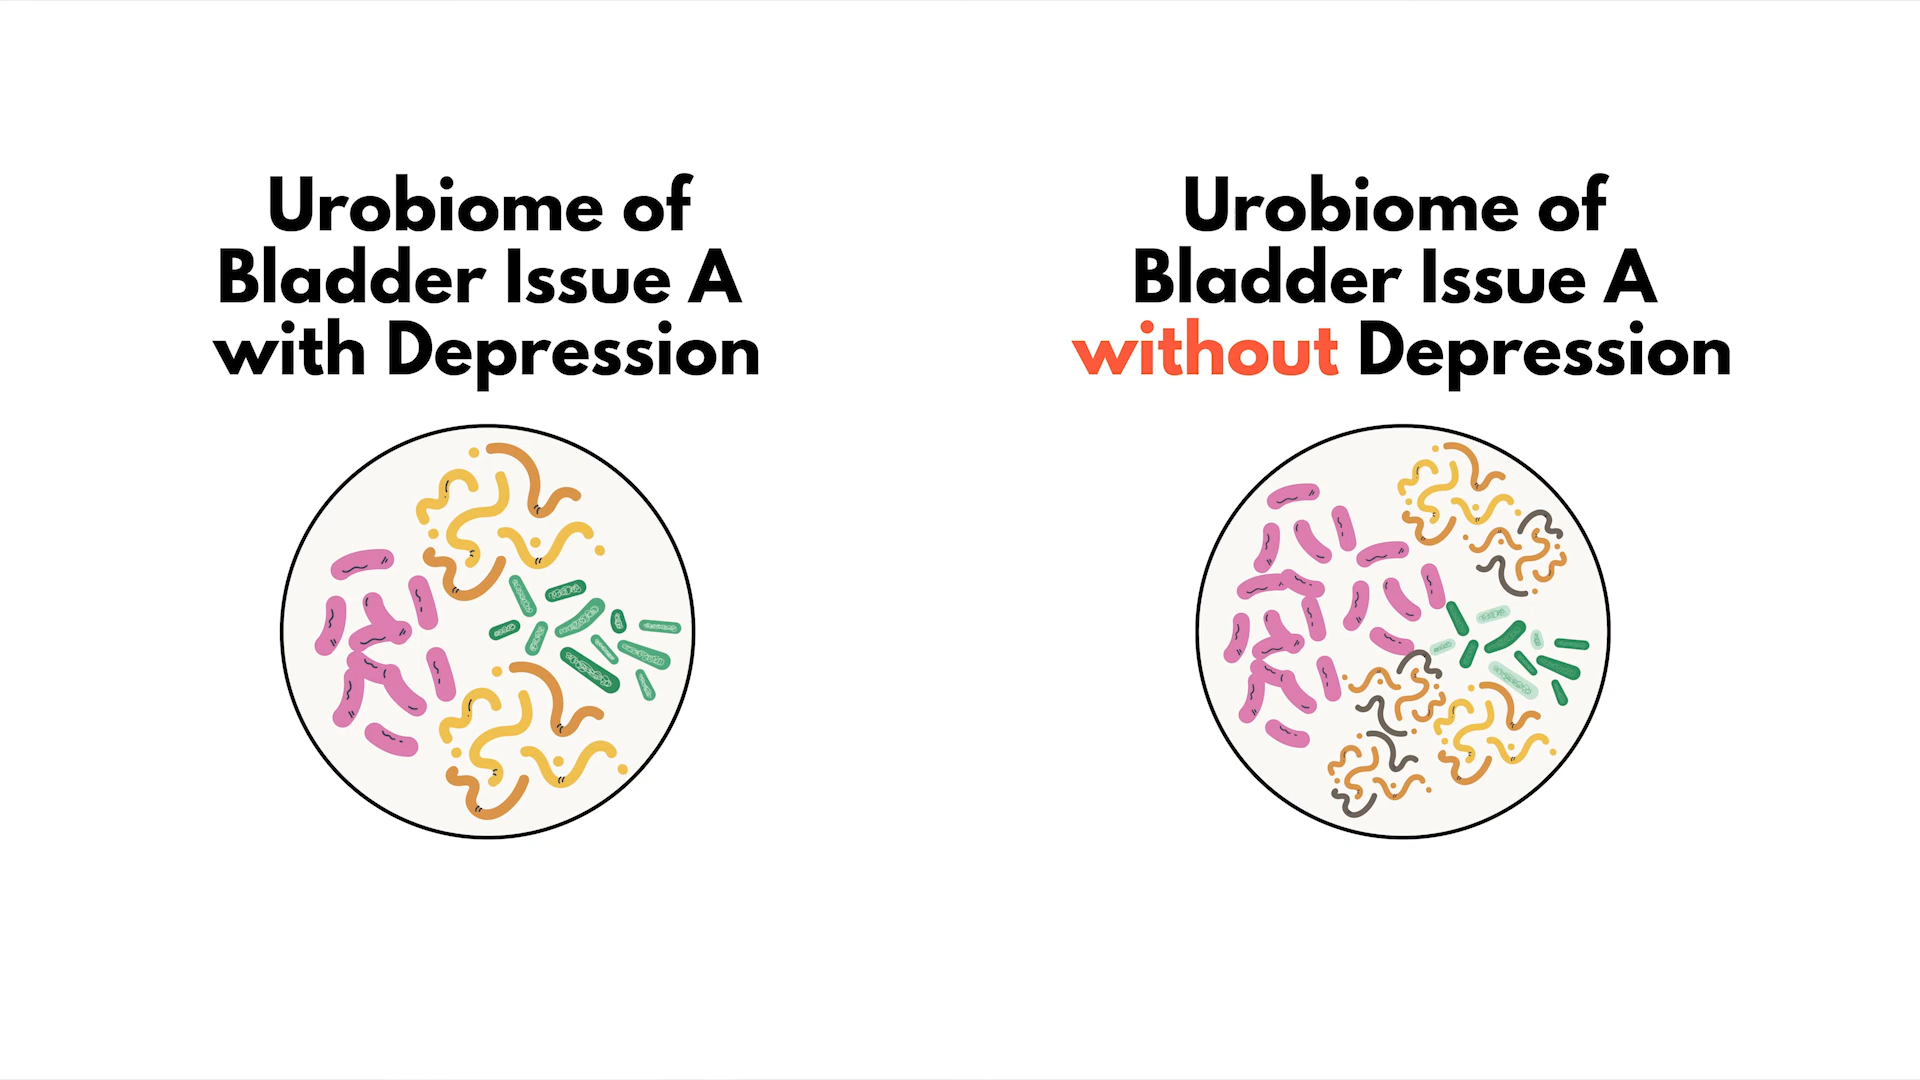 Urobiome of
Bladder Issue A
with Depression
Urobiome of
Bladder Issue A
without Depression